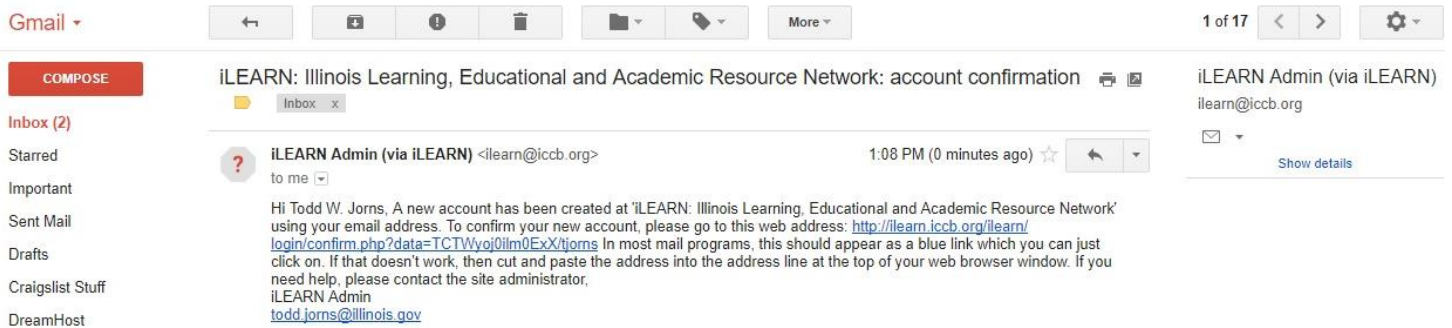 Gmail
More
1 of 17
COMPOSE
Inbox (2)
Starred
Important
Sent Mail
Drafts
Craigslist Stuff
DreamHost
iLEARN: Illinois Learning, Educational and Academic Resource Network: account confirmation
Inbox x
iLEARN Admin (via iLEARN) <ilearn@iccb.org>
1:08 PM (0 minutes ago)
to me
Hi Todd W. Jorns, A new account has been created at 'iLEARN: Illinois Learning, Educational and Academic Resource Network'
using your email address. To confirm your new account, please go to this web address: http://ilearn.iccb.org/ilearn/
login/confirm.php?data=TCTWyoj0ilm0ExX/tjorns In most mail programs, this should appear as a blue link which you can just
click on. If that doesn't work, then cut and paste the address into the address line at the top of your web browser window. If you
need help, please contact the site administrator,
iLEARN Admin
todd.jorns@illinois.gov
iLEARN Admin (via iLEARN)
ilearn@iccb.org
Show details